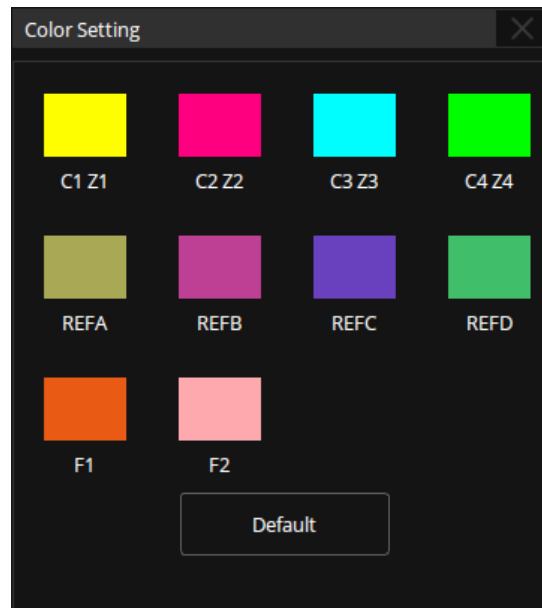 Color Setting
C1 Z1 C2 Z2 C3 Z3 C4 Z4
REFA REFB REFC REFD
F1 F2
Default